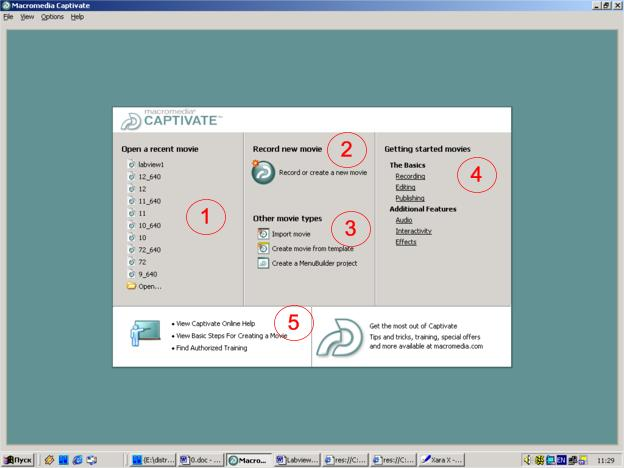 Macromedia Captivate
File View Options Help
macromedia®
CAPTIVATE™
Open a recent movie
labview1
12_640
12
11_640
11
10_640
10
72_640
72
9_640
Open...
1
Record new movie
2
Record or create a new movie
Other movie types
3
Import movie
Create movie from template
Create a MenuBuilder project
Getting started movies
The Basics
4
Recording
Editing
Publishing
Additional Features
Audio
Interactivity
Effects
• View Captivate Online Help
5
• View Basic Steps For Creating a Movie
• Find Authorized Training
Get the most out of Captivate
Tips and tricks, training, special offers
and more available at macromedia.com
Пуск {E:\distr... 0.doc - ... Macro... Labview... res://C:... res://C:... Xara X -... EN 11:29